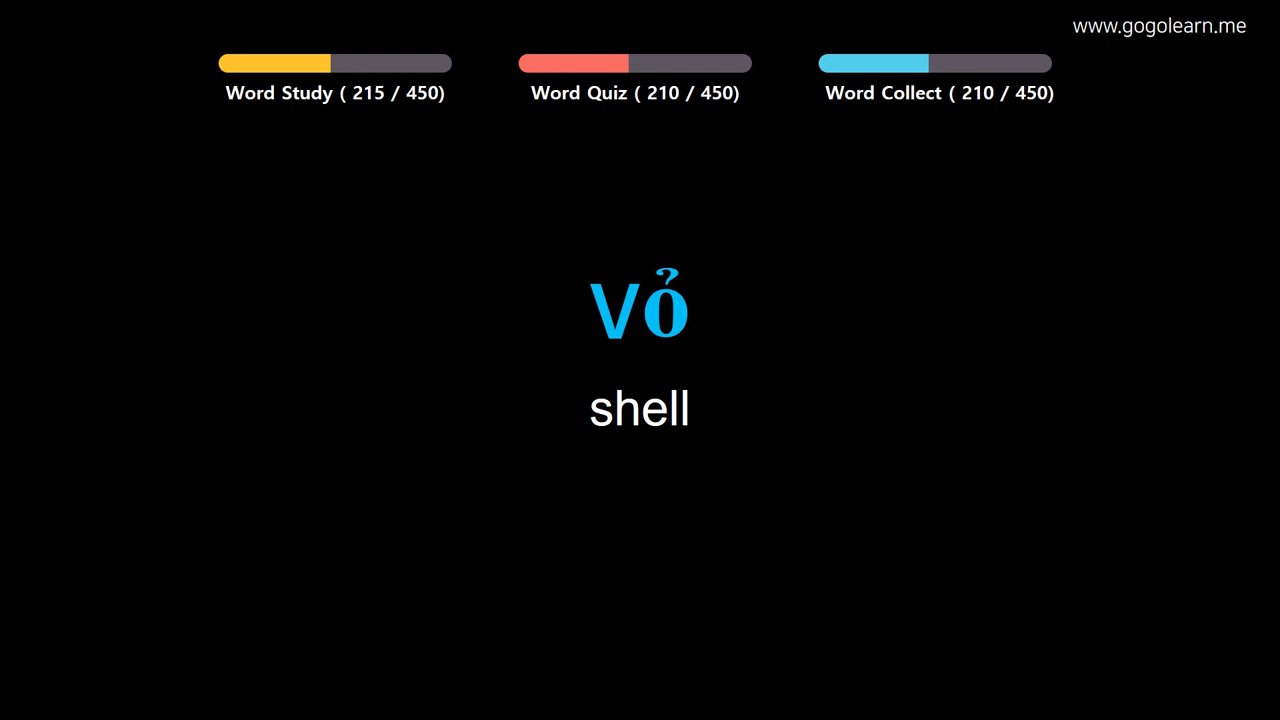 www.gogolearn.me
Word Study ( 215 / 450)
Word Quiz ( 210 / 450)
Word Collect ( 210 / 450)
vỏ
shell